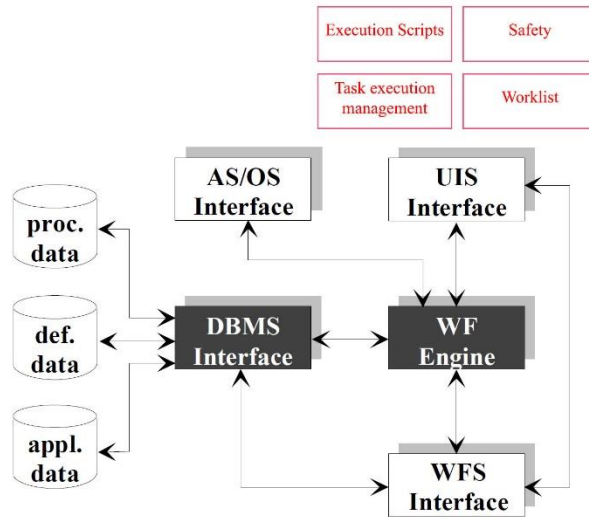 Execution Scripts
Safety
Task execution
management
Worklist
AS/OS
Interface
UIS
Interface
proc.
data
def.
data
DBMS
Interface
WF
Engine
appl.
data
WFS
Interface